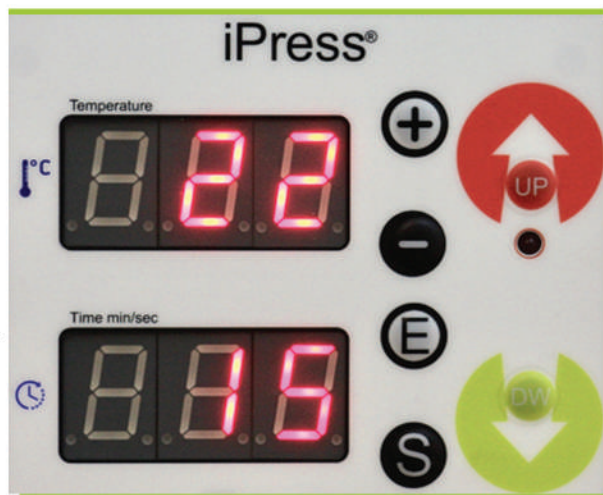 iPress®
Temperature
°C
22
+
UP
-
Time min/sec
15
E
DW
S